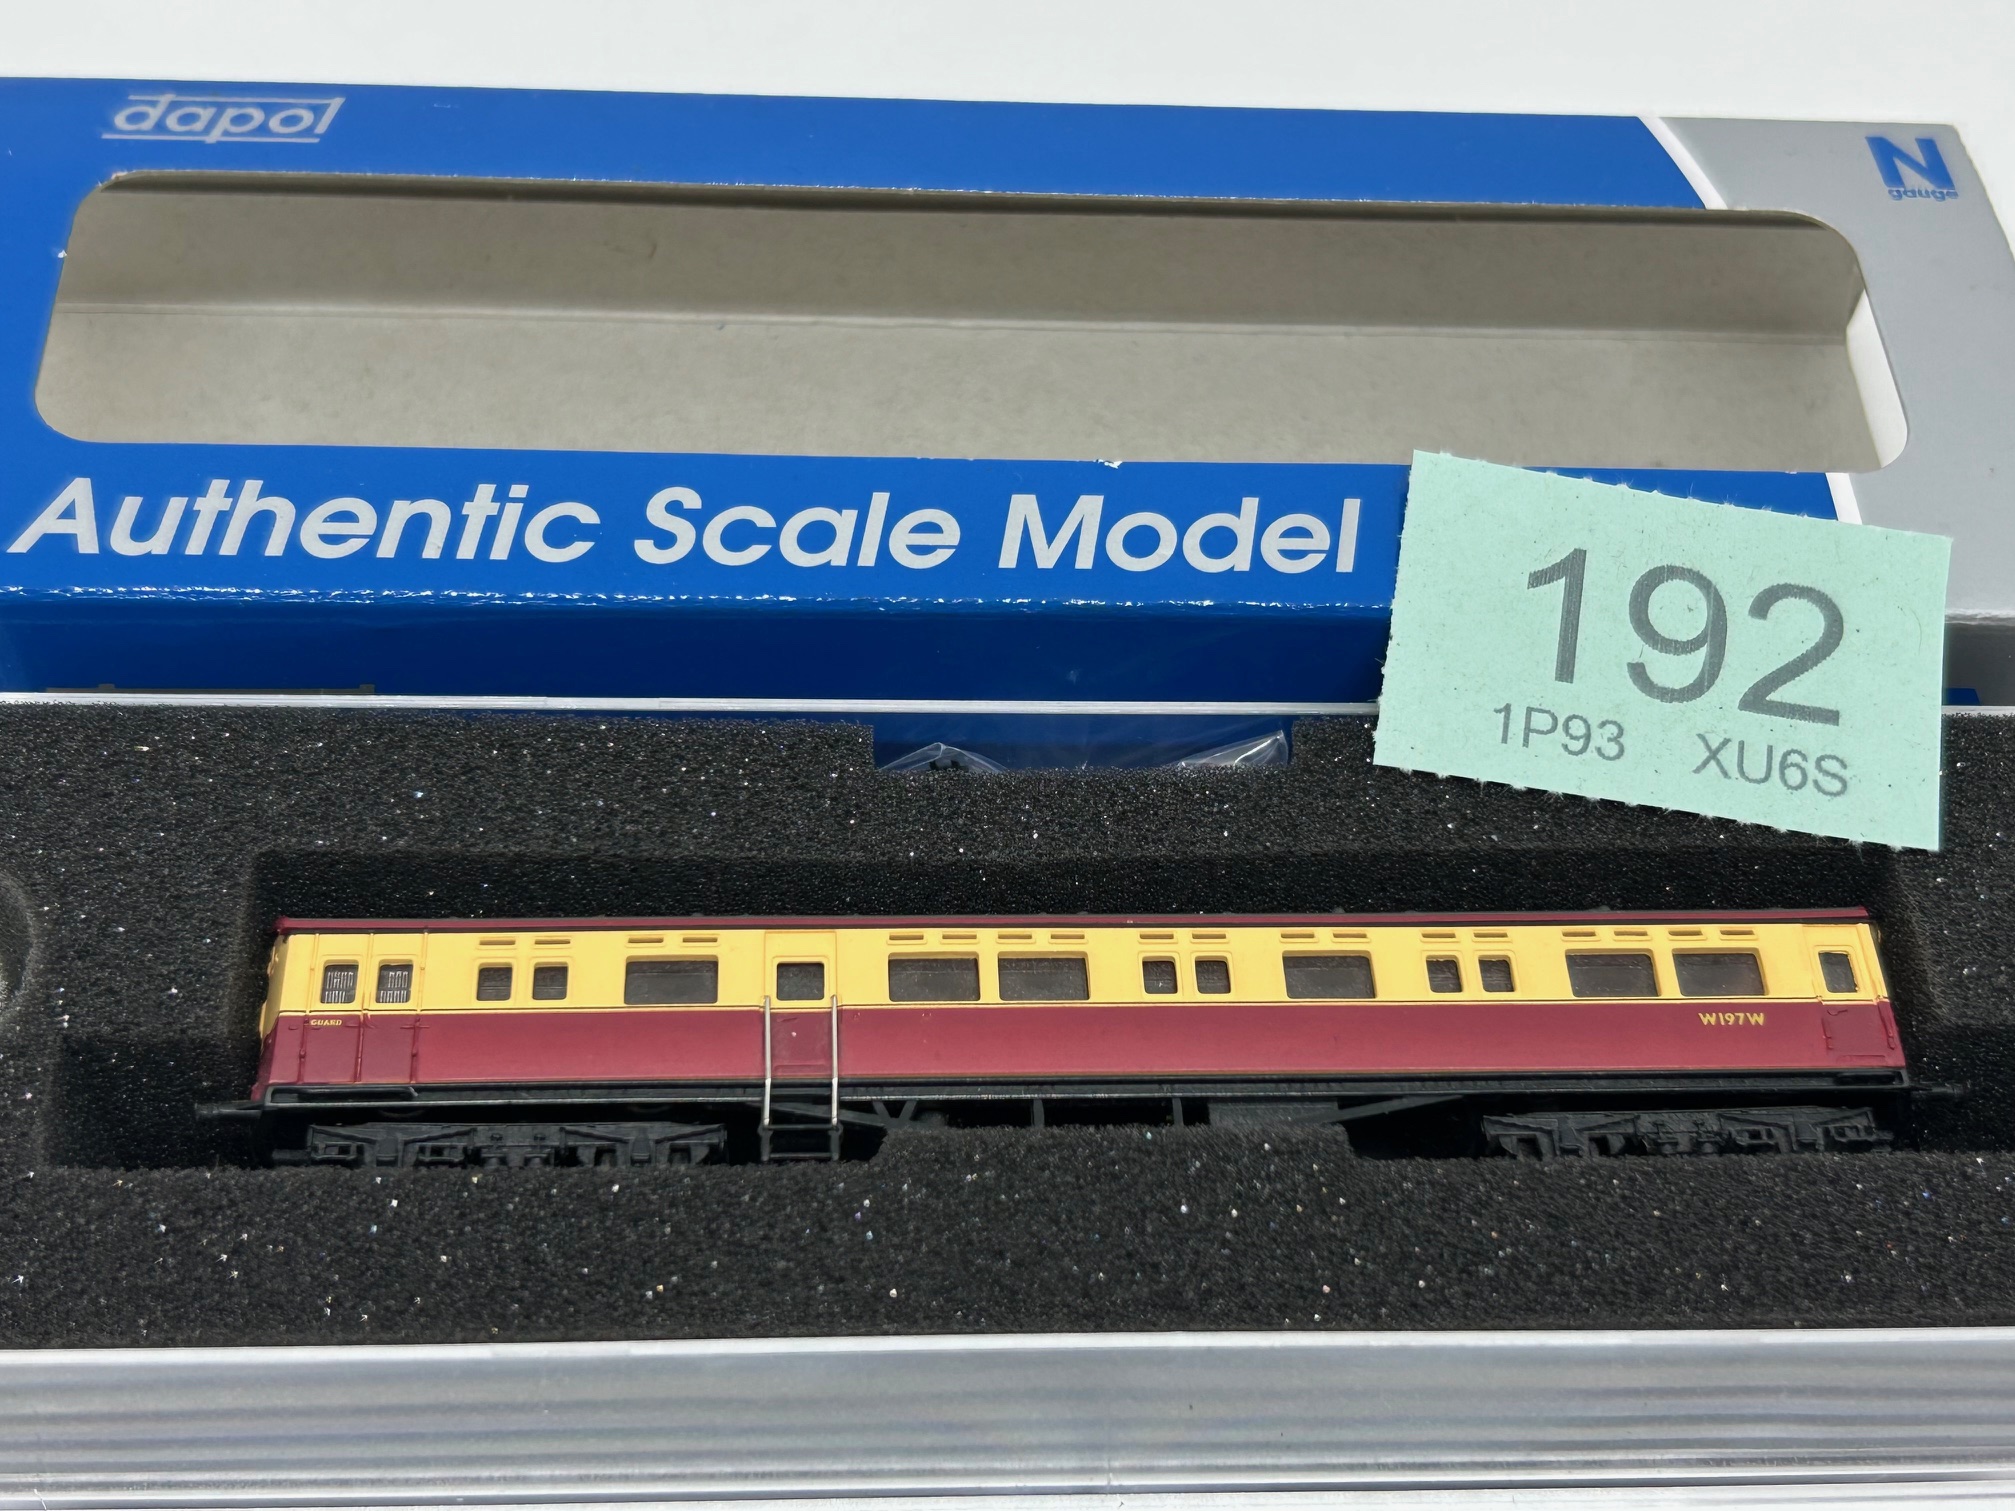 dapol
N
gauge
Authentic Scale Model
192
1P93 XU6S
GUARD
W197W